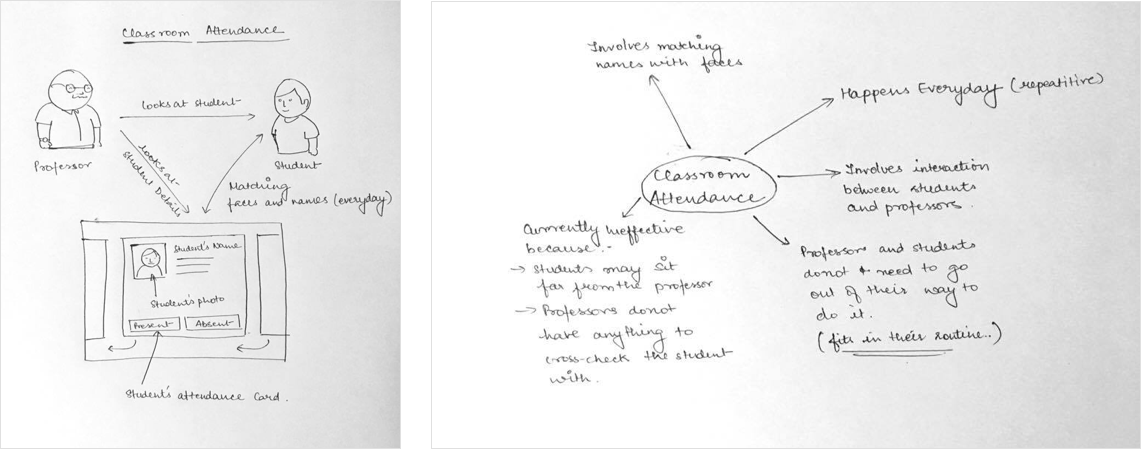 Classroom Attendance
looks at student
Professor
Student
looks at
Student Details
Matching
faces and names (everyday)
Student's Name
Student's photo
Present
Absent
Student's attendance Card.
Involves matching
names with faces
Happens Everyday (repetitive)
Classroom
Attendance
Involves interaction
between students
and professors.
Currently Ineffective
because:-
→ Students may sit
far from the professor
→ Professors donot
have anything to
cross-check the student
with.
Professors and students
donot need to go
out of their way to
do it.
(fits in their routine..)